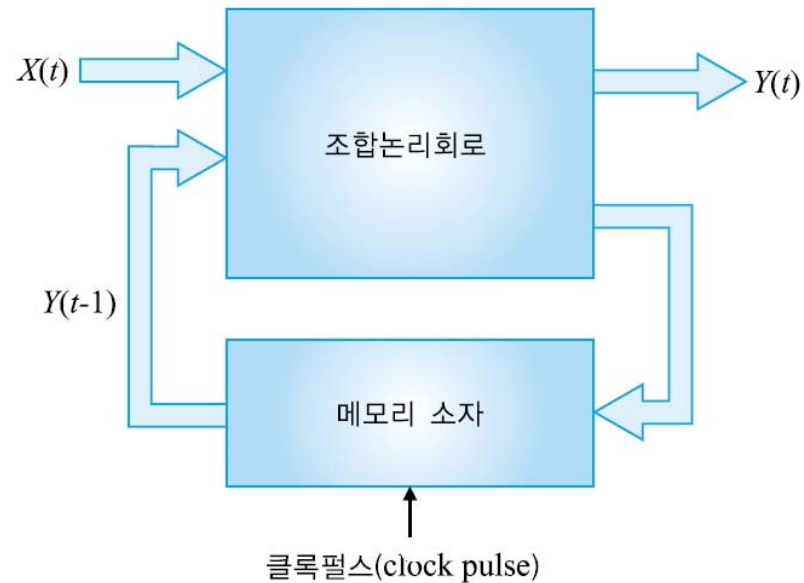 X(t)
Y(t)
조합논리회로
Y(t-1)
메모리 소자
클록펄스(clock pulse)